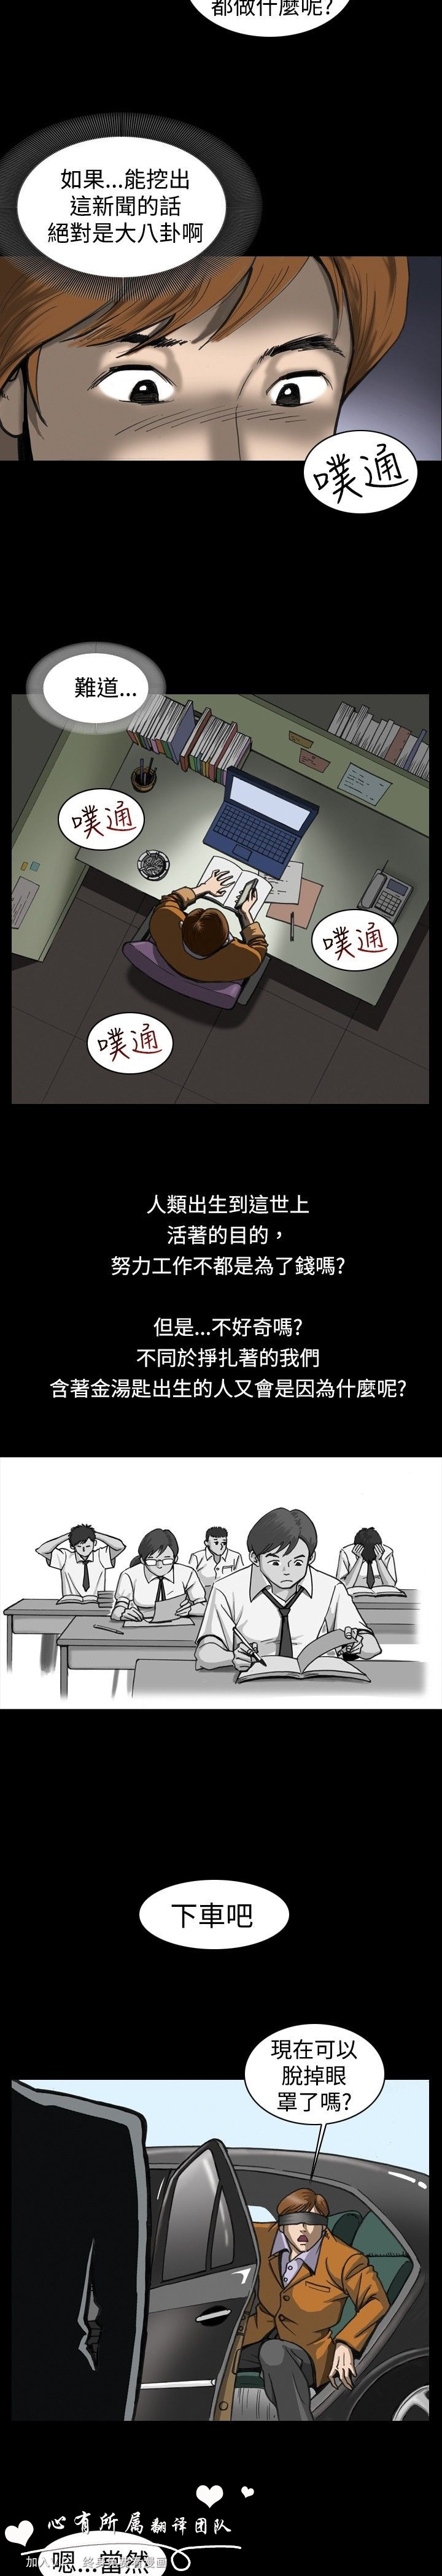 都做什麼呢?
如果...能挖出
這新聞的話
絕對是大八卦啊
噗通
難道...
噗通
噗通
噗通
人類出生到這世上
活著的目的，
努力工作不都是為了錢嗎?
但是...不好奇嗎?
不同於掙扎著的我們
含著金湯匙出生的人又會是因為什麼呢?
下車吧
現在可以
脫掉眼
罩了嗎?
心有所属翻译团队
嗯...當然
加入